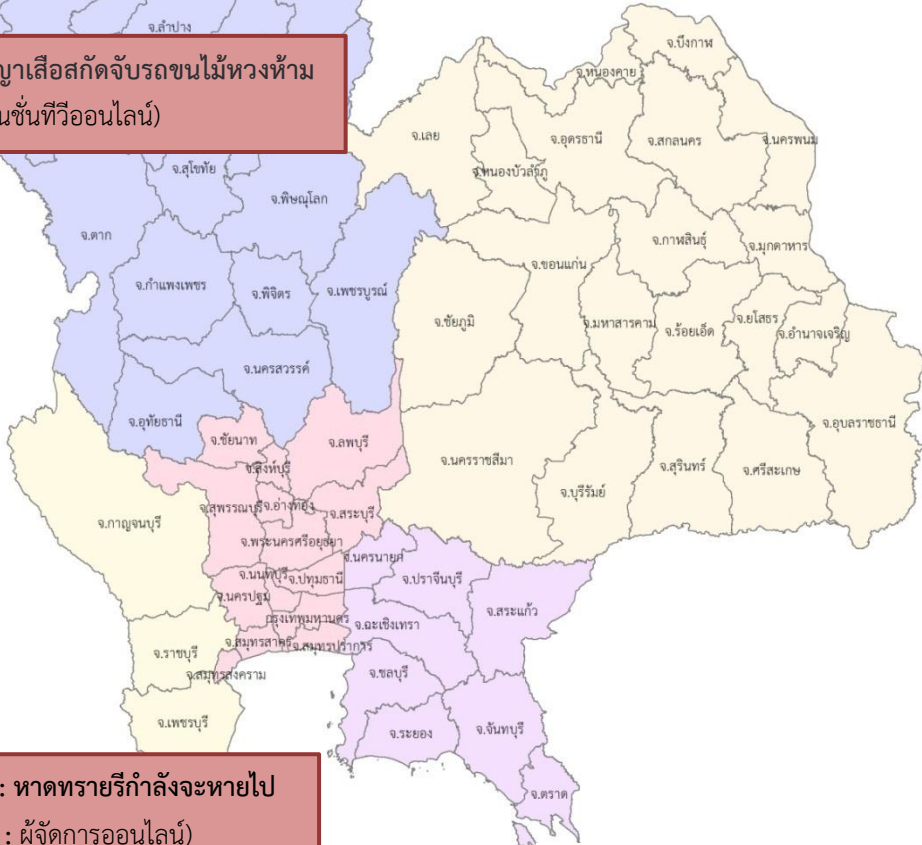 จ.ลำปาง
ญาเสือสกัดจับรถขนไม้หวงห้าม
นชั่นทีวีออนไลน์)
จ.บึงกาฬ
จ.หนองคาย
จ.เลย
จ.อุดรธานี
จ.สกลนคร
จ.นครพนม
จ.สุโขทัย
จ.หนองบัวลำภู
จ.พิษณุโลก
จ.ตาก
จ.กาฬสินธุ์
จ.มุกดาหาร
จ.ขอนแก่น
จ.กำแพงเพชร
จ.พิจิตร
จ.เพชรบูรณ์
จ.ชัยภูมิ
จ.มหาสารคาม
จ.ร้อยเอ็ด
จ.ยโสธร
จ.อำนาจเจริญ
จ.นครสวรรค์
จ.อุทัยธานี
จ.ชัยนาท
จ.ลพบุรี
จ.อุบลราชธานี
จ.สิงห์บุรี
จ.นครราชสีมา
จ.สุรินทร์
จ.ศรีสะเกษ
จ.บุรีรัมย์
จ.สุพรรณบุรี
จ.อ่างทอง
จ.สระบุรี
จ.กาญจนบุรี
จ.พระนครศรีอยุธยา
จ.นครนายก
จ.นนทบุรี
จ.ปทุมธานี
จ.ปราจีนบุรี
จ.นครปฐม
จ.สระแก้ว
กรุงเทพมหานคร
จ.ฉะเชิงเทรา
จ.สมุทรสาคร
จ.สมุทรปราการ
จ.ราชบุรี
จ.สมุทรสงคราม
จ.ชลบุรี
จ.เพชรบุรี
จ.ระยอง
จ.จันทบุรี
: หาดทรายรีกำลังจะหายไป
จ.ตราด
: ผู้จัดการออนไลน์)